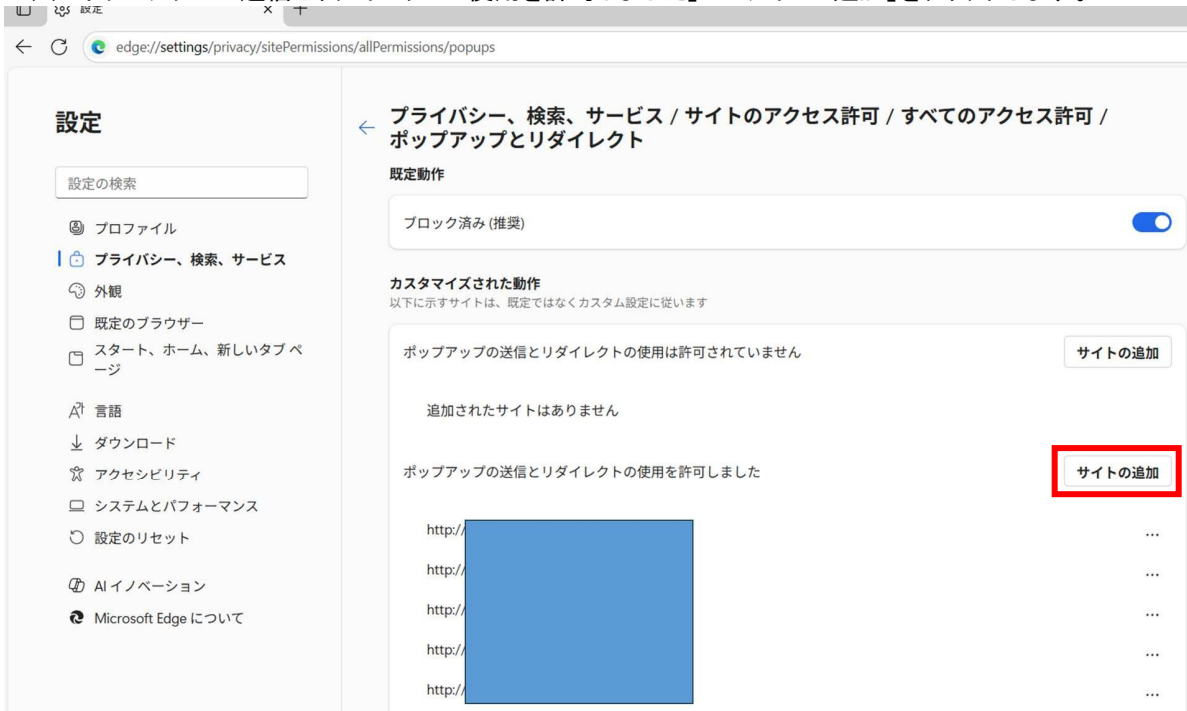 設定
edge://settings/privacy/sitePermissions/allPermissions/popups
設定
プライバシー、検索、サービス / サイトのアクセス許可 / すべてのアクセス許可 /
ポップアップとリダイレクト
設定の検索
プロファイル
プライバシー、検索、サービス
外観
既定のブラウザー
スタート、ホーム、新しいタブ ペ
ージ
言語
ダウンロード
アクセシビリティ
システムとパフォーマンス
設定のリセット
AI イノベーション
Microsoft Edge について
既定動作
ブロック済み (推奨)
カスタマイズされた動作
以下に示すサイトは、既定ではなくカスタム設定に従います
ポップアップの送信とリダイレクトの使用は許可されていません
サイトの追加
追加されたサイトはありません
ポップアップの送信とリダイレクトの使用を許可しました
サイトの追加
http://
http://
http://
http://
http://